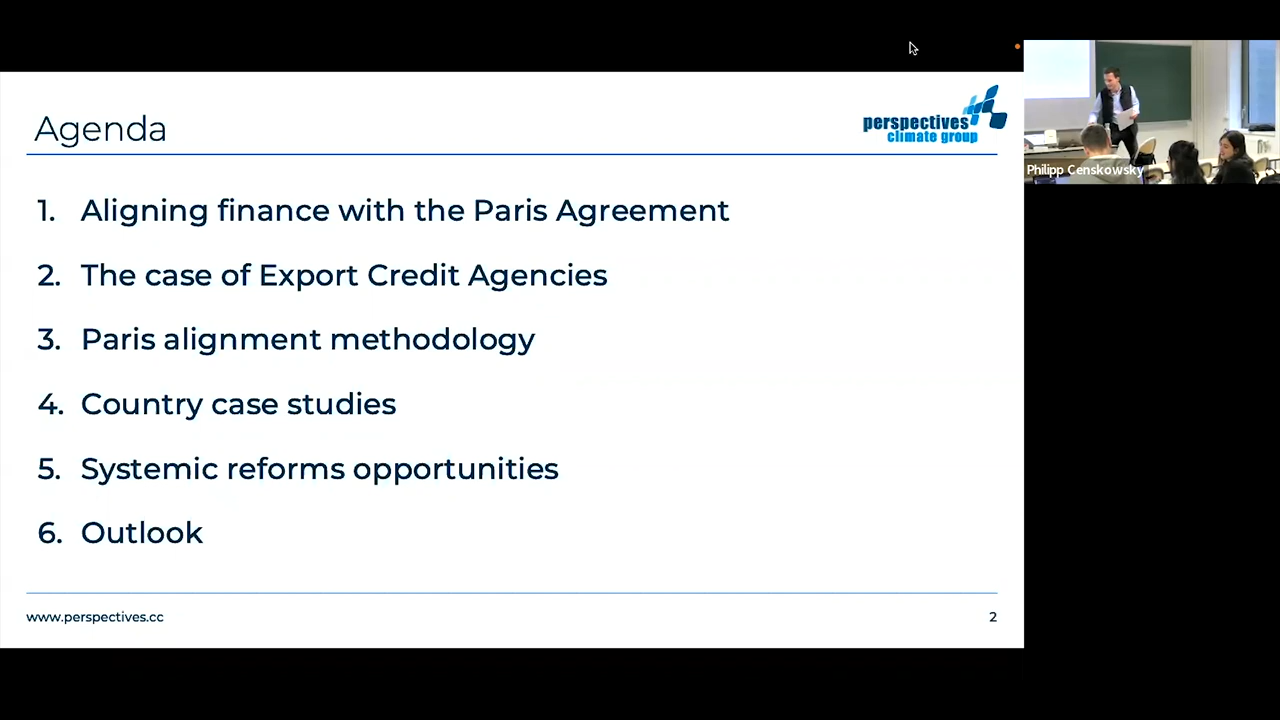 Agenda
perspectives
climate group
1. Aligning finance with the Paris Agreement
2. The case of Export Credit Agencies
3. Paris alignment methodology
4. Country case studies
5. Systemic reforms opportunities
6. Outlook
www.perspectives.cc
2
Philipp Censkowsky